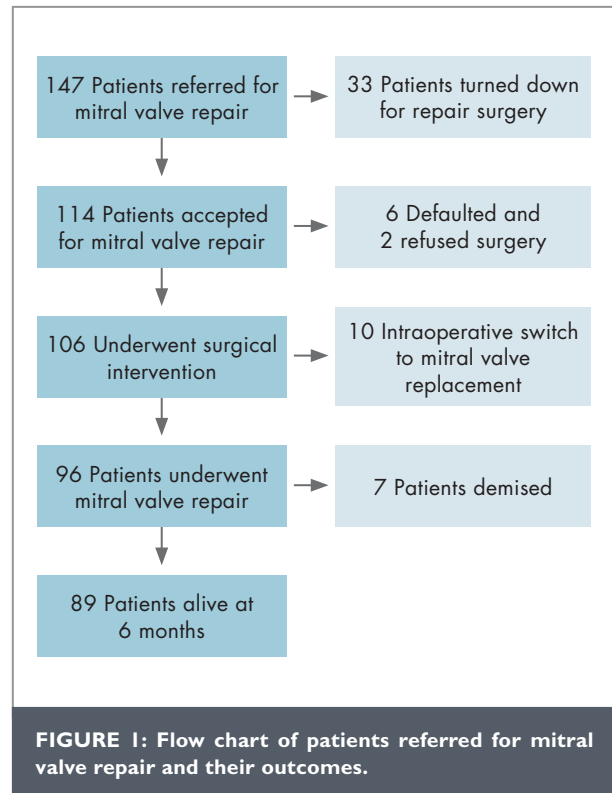 147 Patients referred for
mitral valve repair
33 Patients turned down
for repair surgery
114 Patients accepted
for mitral valve repair
6 Defaulted and
2 refused surgery
106 Underwent surgical
intervention
10 Intraoperative switch
to mitral valve
replacement
96 Patients underwent
mitral valve repair
7 Patients demised
89 Patients alive at
6 months
FIGURE 1: Flow chart of patients referred for mitral
valve repair and their outcomes.